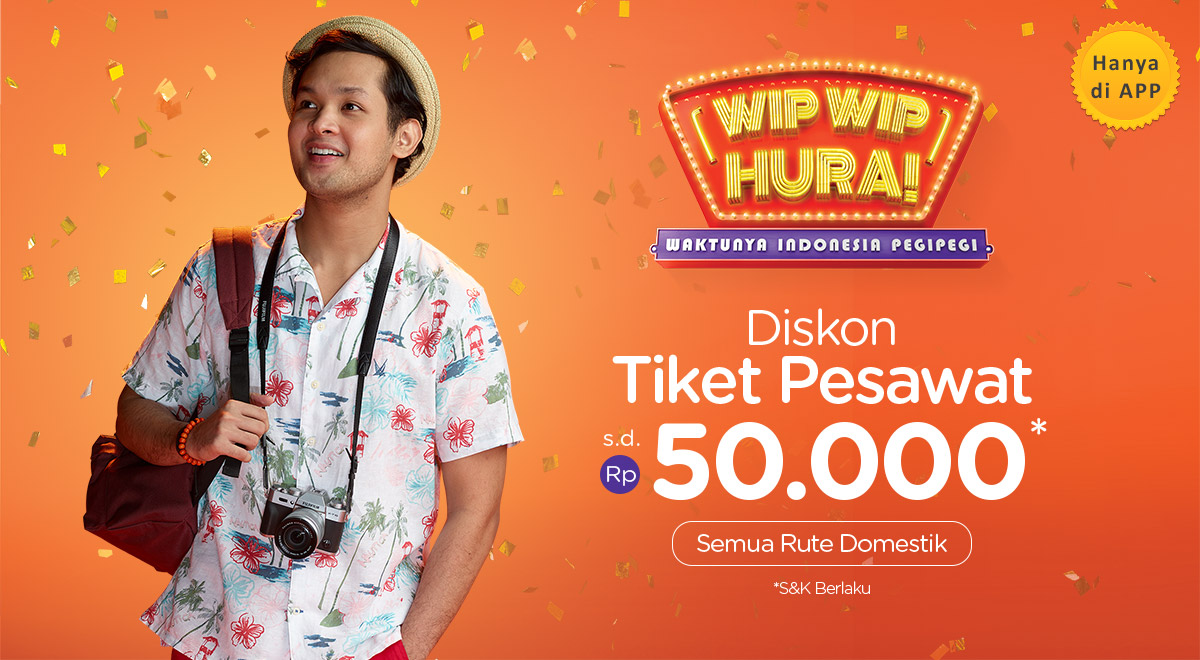 Hanya
di APP
WIP WIP
HURA!
WAKTUNYA INDONESIA PEGIPEGI
Diskon
Tiket Pesawat
s.d.
Rp 50.000*
Semua Rute Domestik
*S&K Berlaku
FUJIFILM